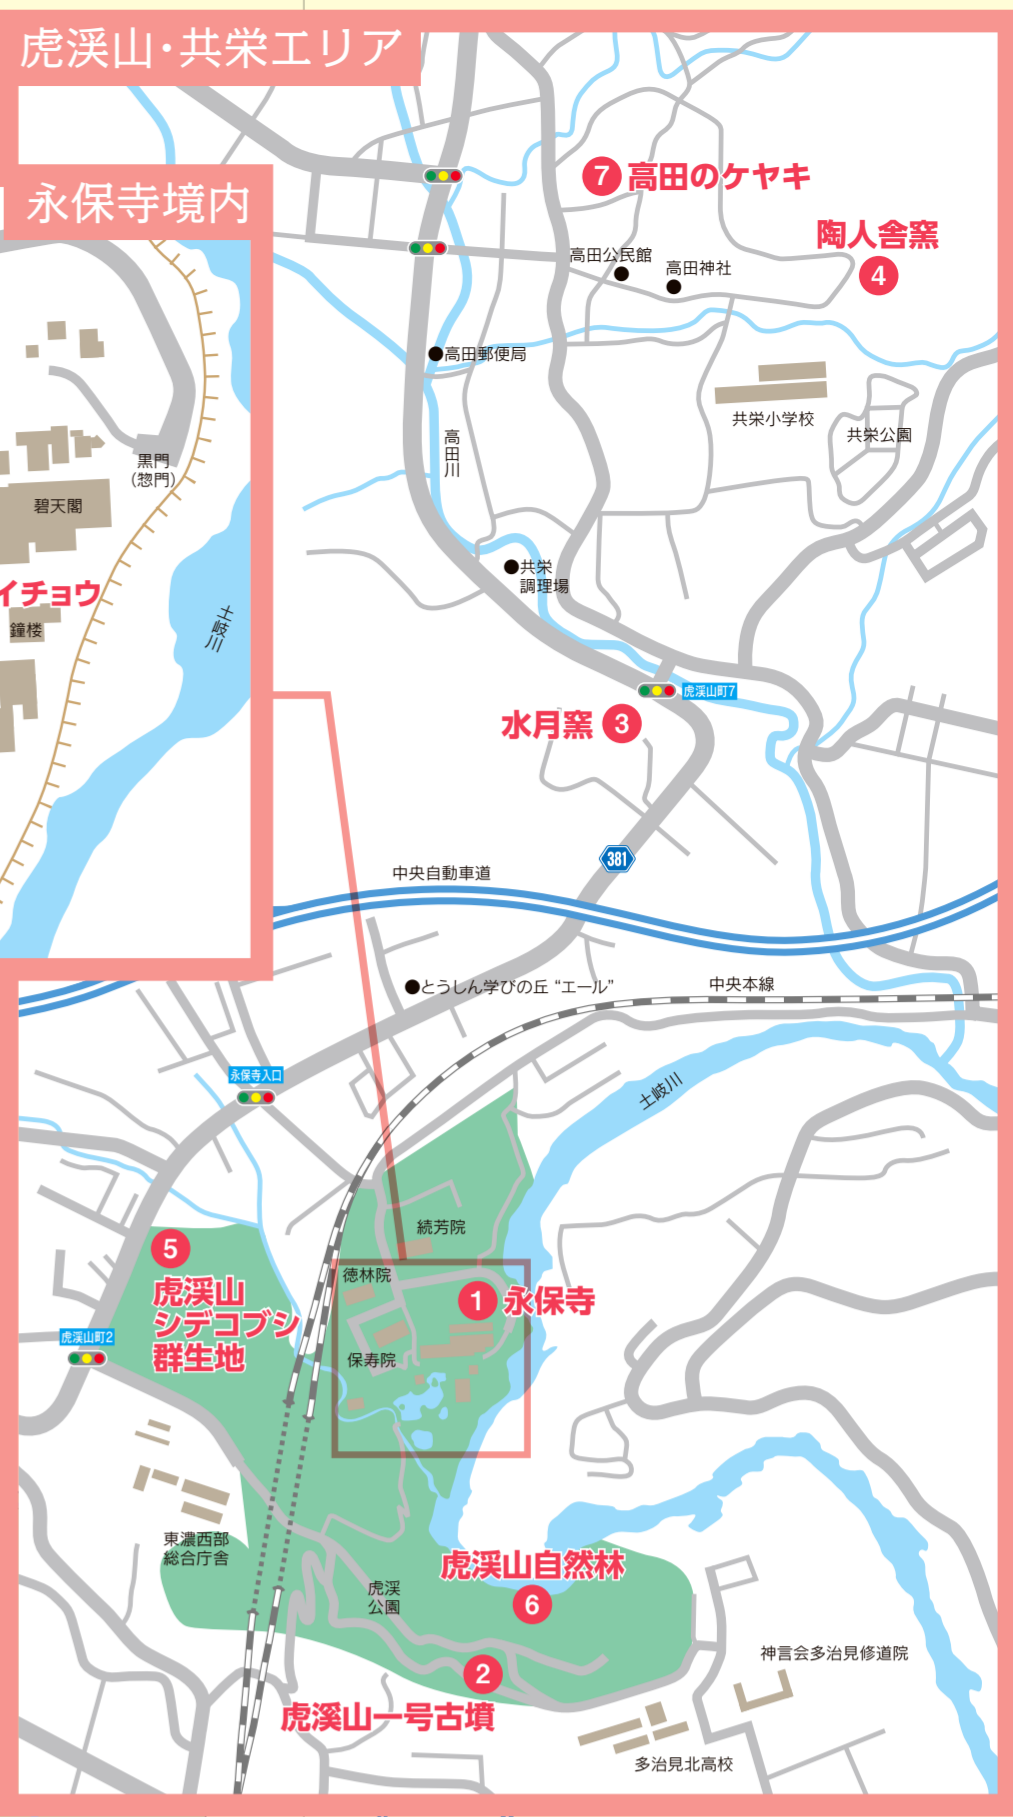 虎渓山・共栄エリア
永保寺境内
黒門
(惣門)
碧天閣
イチョウ
鐘楼
土岐川
7 高田のケヤキ
陶人舎窯
4
高田公民館
高田神社
高田郵便局
高田川
共栄小学校
共栄公園
共栄
調理場
虎渓山町7
水月窯 3
381
中央自動車道
とうしん学びの丘 “エール”
中央本線
永保寺入口
土岐川
続芳院
5
虎渓山
シデコブシ
群生地
徳林院
1 永保寺
虎渓山町2
保寿院
東濃西部
総合庁舎
虎渓山自然林
6
虎渓
公園
2
虎渓山一号古墳
神言会多治見修道院
多治見北高校